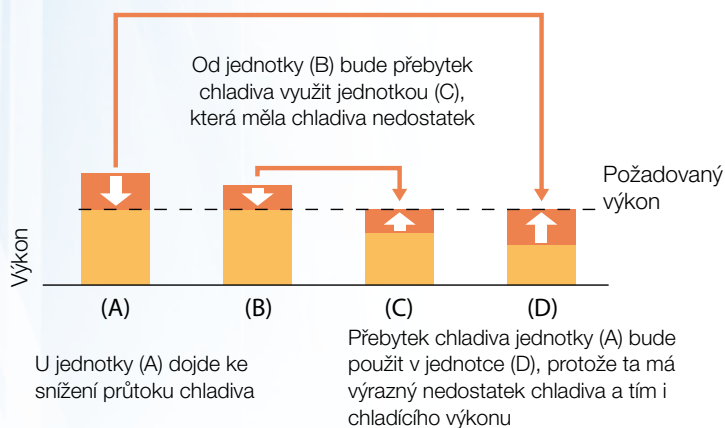 Od jednotky (B) bude přebytek
chladiva využit jednotkou (C),
která měla chladiva nedostatek
Požadovaný
výkon
Výkon
(A)
(B)
(C)
(D)
U jednotky (A) dojde ke
snížení průtoku chladiva
Přebytek chladiva jednotky (A) bude
použit v jednotce (D), protože ta má
výrazný nedostatek chladiva a tím i
chladícího výkonu